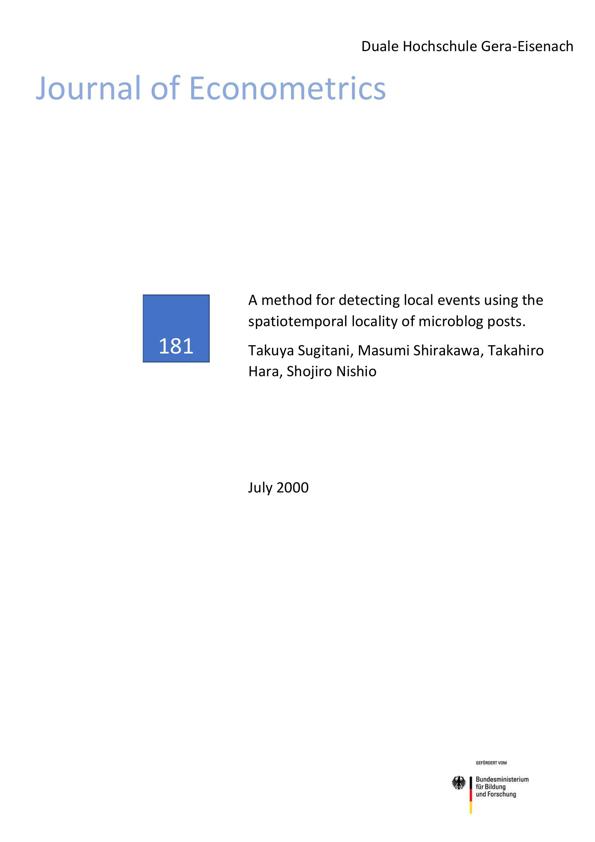 Duale Hochschule Gera-Eisenach
Journal of Econometrics
181
A method for detecting local events using the
spatiotemporal locality of microblog posts.
Takuya Sugitani, Masumi Shirakawa, Takahiro
Hara, Shojiro Nishio
July 2000
GEFÖRDERT VOM
Bundesministerium
für Bildung
und Forschung